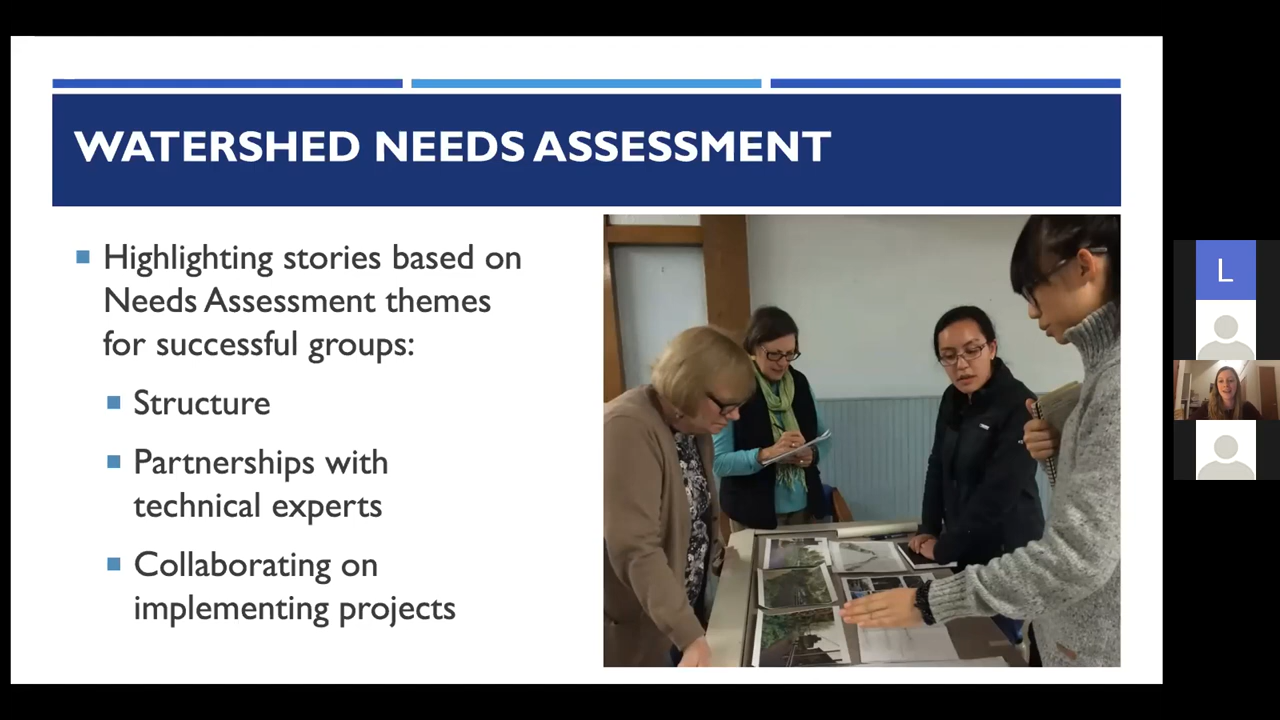 WATERSHED NEEDS ASSESSMENT
Highlighting stories based on
Needs Assessment themes
for successful groups:
Structure
Partnerships with
technical experts
Collaborating on
implementing projects
L